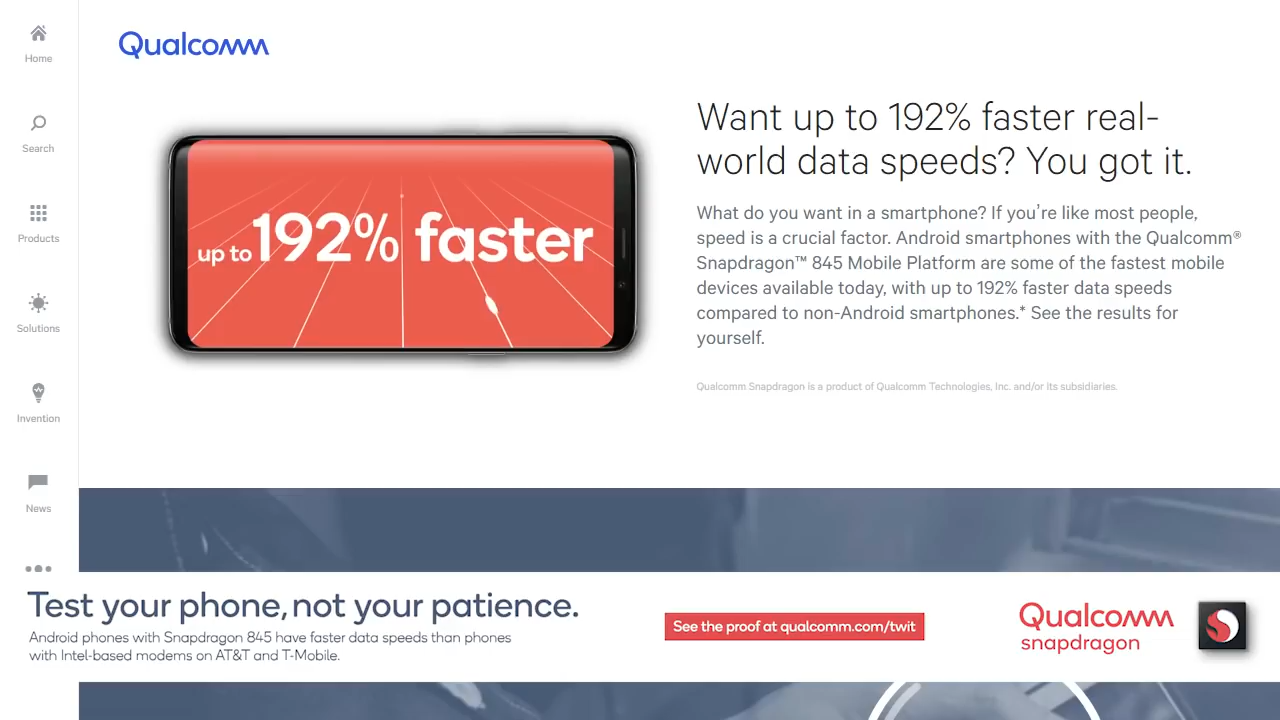 Home
Search
Products
Solutions
Invention
News
Qualcomm
up to 192% faster
Want up to 192% faster real-
world data speeds? You got it.
What do you want in a smartphone? If you're like most people,
speed is a crucial factor. Android smartphones with the Qualcomm®
Snapdragon™ 845 Mobile Platform are some of the fastest mobile
devices available today, with up to 192% faster data speeds
compared to non-Android smartphones.* See the results for
yourself.
Qualcomm Snapdragon is a product of Qualcomm Technologies, Inc. and/or its subsidiaries.
Test your phone, not your patience.
Android phones with Snapdragon 845 have faster data speeds than phones
with Intel-based modems on AT&T and T-Mobile.
See the proof at qualcomm.com/twit
Qualcomm
snapdragon